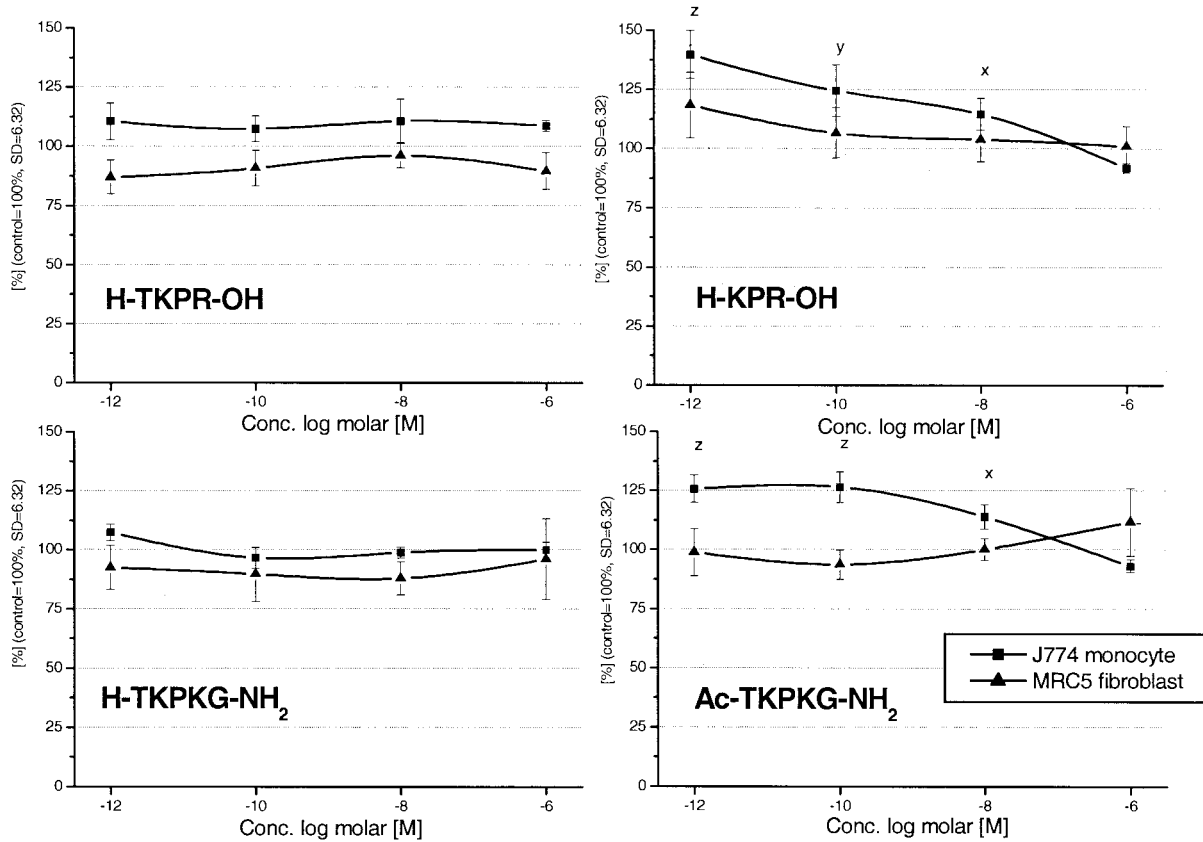 150
125
100
75
50
25
0
[%] (control=100%, SD=6.32)
H-TKPR-OH
-12
-10
-8
-6
Conc. log molar [M]
z
y
x
150
125
100
75
50
25
0
[%] (control=100%, SD=6.32)
H-KPR-OH
-12
-10
-8
-6
Conc. log molar [M]
150
125
100
75
50
25
0
[%] (control=100%, SD=6.32)
H-TKPKG-NH2
-12
-10
-8
-6
Conc. log molar [M]
z
z
x
150
125
100
75
50
25
0
[%] (control=100%, SD=6.32)
J774 monocyte
MRC5 fibroblast
Ac-TKPKG-NH2
-12
-10
-8
-6
Conc. log molar [M]